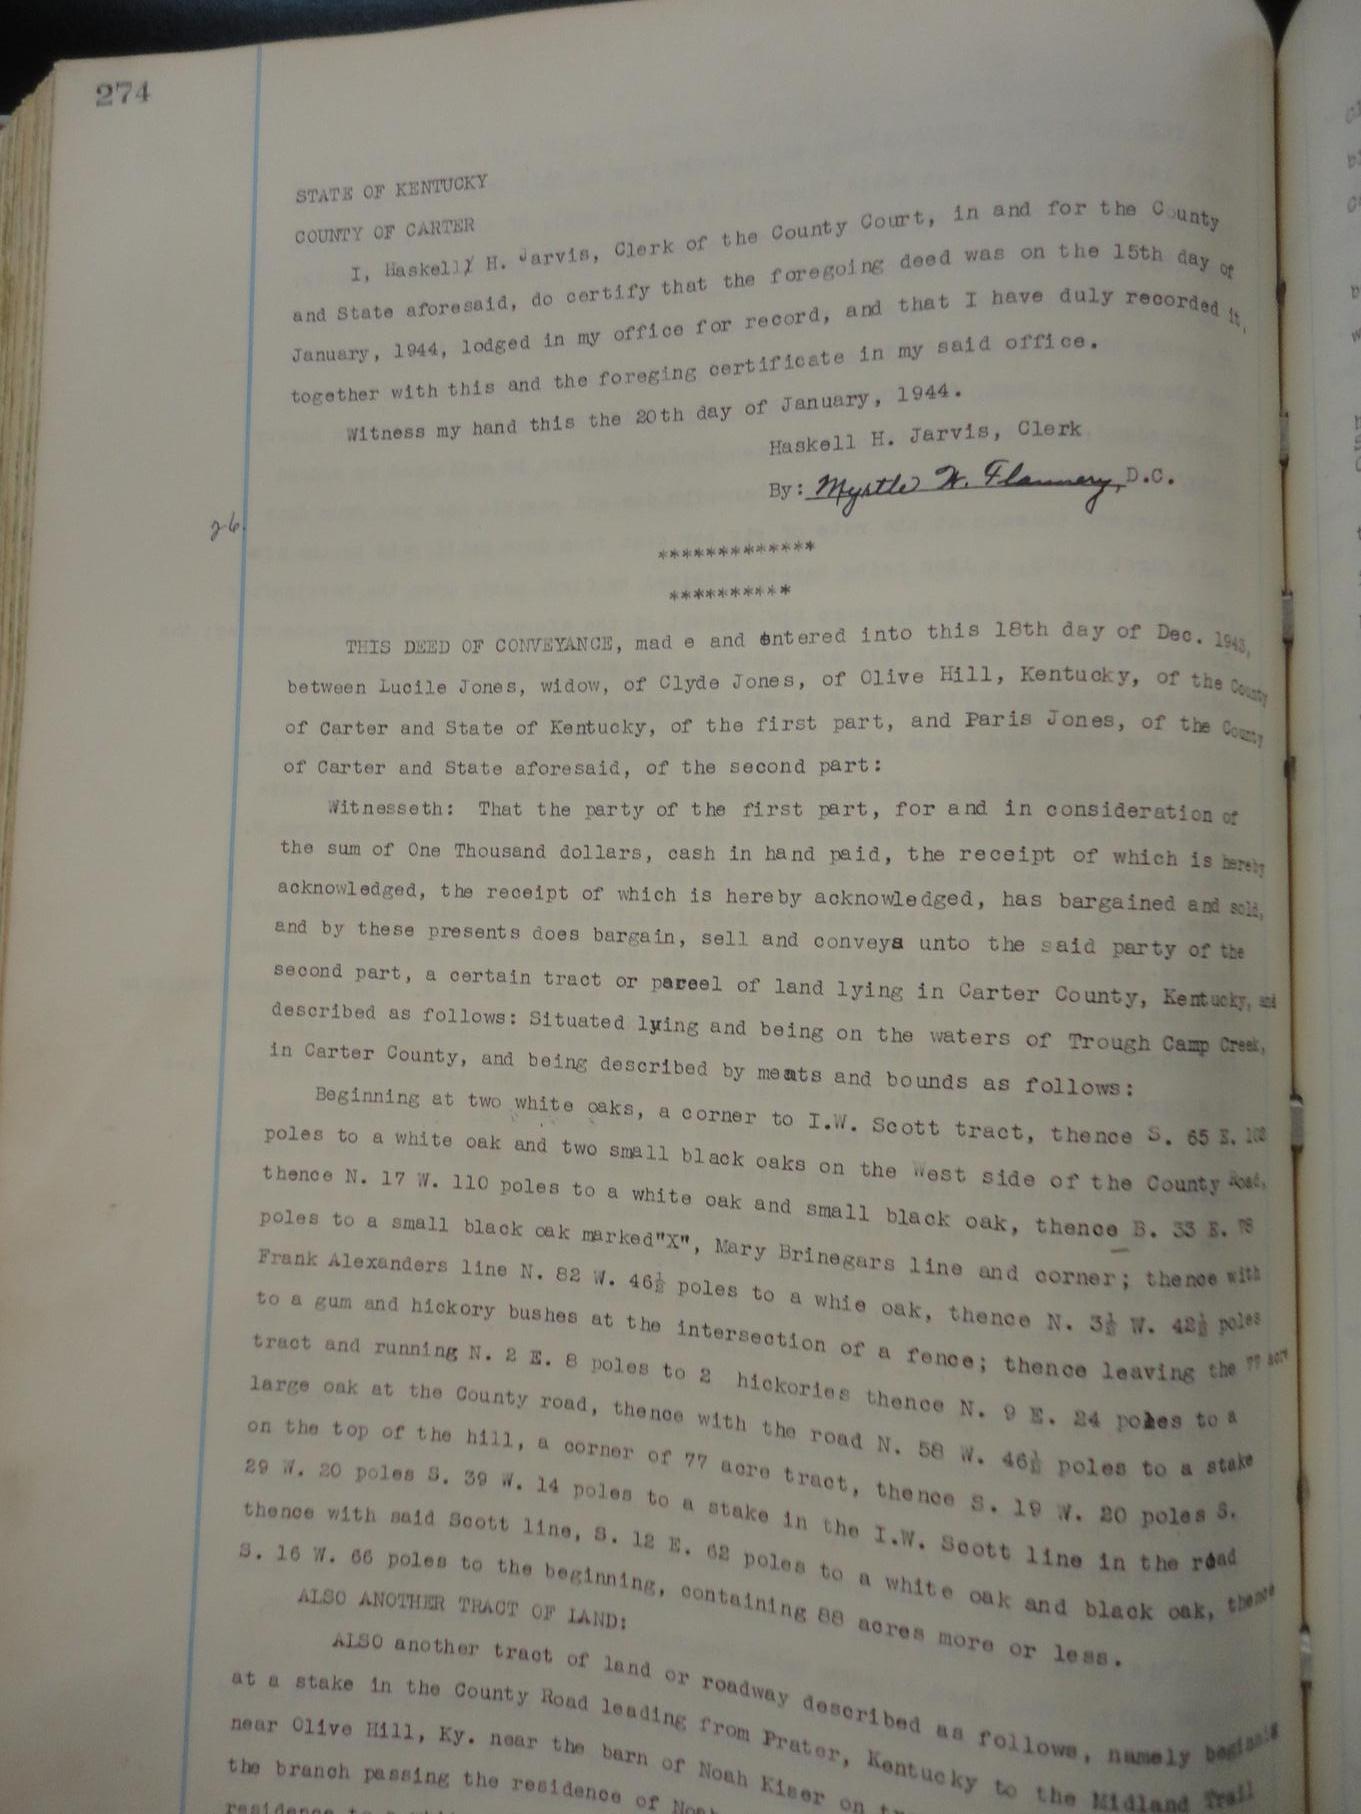 274
STATE OF KENTUCKY
COUNTY OF CARTER
I, Haskell H. Jarvis, Clerk of the County Court, in and for the County
and State aforesaid, do certify that the foregoing deed was on the 15th day of
January, 1944, lodged in my office for record, and that I have duly recorded it,
together with this and the foreging certificate in my said office.
Witness my hand this the 20th day of January, 1944.
Haskell H. Jarvis, Clerk
By: Myrtle W. Flannery, D.C.
26
*************
**********
THIS DEED OF CONVEYANCE, mad e and entered into this 18th day of Dec. 1943,
between Lucile Jones, widow, of Clyde Jones, of Olive Hill, Kentucky, of the County
of Carter and State of Kentucky, of the first part, and Paris Jones, of the County
of Carter and State aforesaid, of the second part:
Witnesseth: That the party of the first part, for and in consideration of
the sum of One Thousand dollars, cash in hand paid, the receipt of which is hereby
acknowledged, the receipt of which is hereby acknowledged, has bargained and sold,
and by these presents does bargain, sell and conveys unto the said party of the
second part, a certain tract or parcel of land lying in Carter County, Kentucky, and
described as follows: Situated lying and being on the waters of Trough Camp Creek,
in Carter County, and being described by meats and bounds as follows:
Beginning at two white oaks, a corner to I.W. Scott tract, thence S. 65 E.
poles to a white oak and two small black oaks on the West side of the County Road,
thence N. 17 W. 110 poles to a white oak and small black oak, thence B. 33 E. 78
poles to a small black oak marked"X", Mary Brinegars line and corner; thence with
Frank Alexanders line N. 82 W. 46½ poles to a whie oak, thence N. 3½ W. 42½ poles
to a gum and hickory bushes at the intersection of a fence; thence leaving the 77 acre
tract and running N. 2 E. 8 poles to 2 hickories thence N. 9 E. 24 poles to a
large oak at the County road, thence with the road N. 58 W. 46½ poles to a stake
on the top of the hill, a corner of 77 acre tract, thence S. 19 W. 20 poles S.
29 W. 20 poles S. 39 W. 14 poles to a stake in the I.W. Scott line in the road
thence with said Scott line, S. 12 E. 62 poles to a white oak and black oak, thence
S. 16 W. 66 poles to the beginning, containing 88 acres more or less.
ALSO ANOTHER TRACT OF LAND:
ALSO another tract of land or roadway described as follows, namely
at a stake in the County Road leading from Prater, Kentucky to the Midland Trail
near Olive Hill, Ky. near the barn of Noah Kiser on
the branch passing the residence of
residence